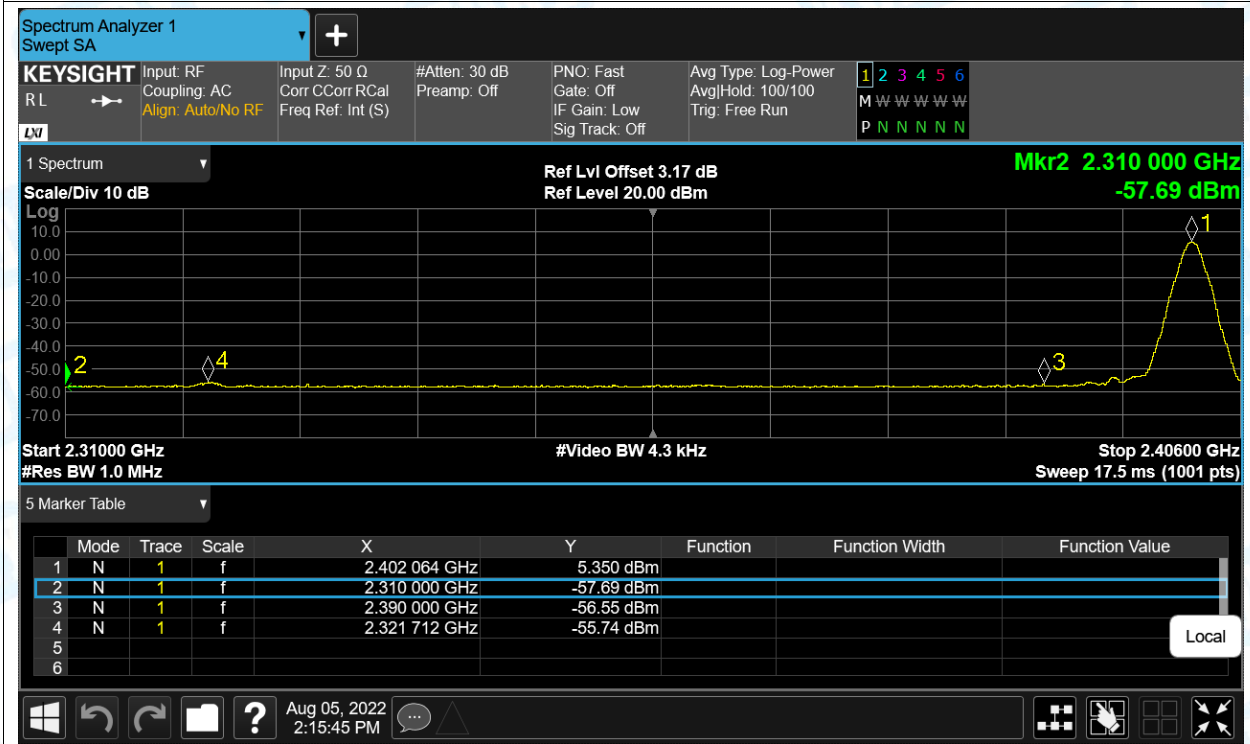 Spectrum Analyzer 1
Swept SA
+
KEYSIGHT
RL
LXI
Input: RF
Coupling: AC
Align: Auto/No RF
Input Z: 50 Ω
Corr CCorr RCal
Freq Ref: Int (S)
#Atten: 30 dB
Preamp: Off
PNO: Fast
Gate: Off
IF Gain: Low
Sig Track: Off
Avg Type: Log-Power
Avg|Hold: 100/100
Trig: Free Run
1 2 3 4 5 6
M W W W W W
P N N N N N
1 Spectrum
Scale/Div 10 dB
Ref Lvl Offset 3.17 dB
Ref Level 20.00 dBm
Mkr2 2.310 000 GHz
-57.69 dBm
Log
10.0
0.00
-10.0
-20.0
-30.0
-40.0
-50.0
-60.0
-70.0
2
4
3
1
Start 2.31000 GHz
#Res BW 1.0 MHz
#Video BW 4.3 kHz
Stop 2.40600 GHz
Sweep 17.5 ms (1001 pts)
5 Marker Table
Mode Trace Scale X Y Function Function Width Function Value
1 N 1 f 2.402 064 GHz 5.350 dBm
2 N 1 f 2.310 000 GHz -57.69 dBm
3 N 1 f 2.390 000 GHz -56.55 dBm
4 N 1 f 2.321 712 GHz -55.74 dBm
5
6
Local
?
Aug 05, 2022
2:15:45 PM